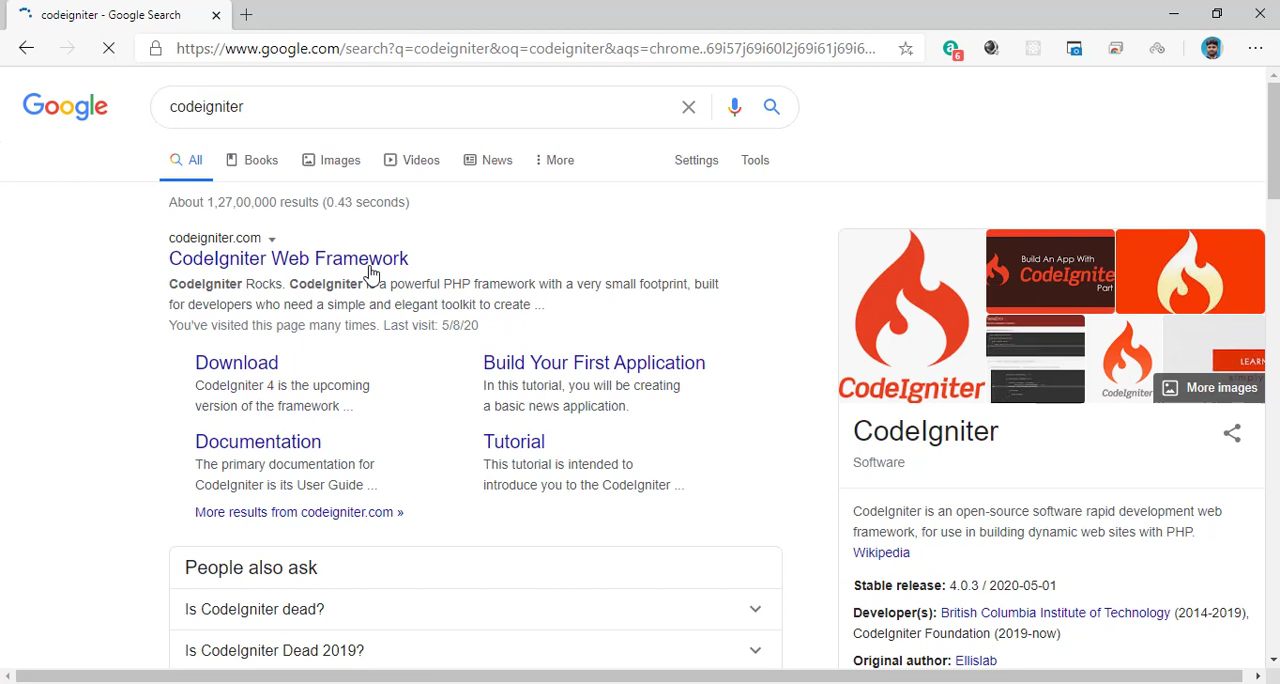 codeigniter - Google Search
https://www.google.com/search?q=codeigniter&oq=codeigniter&aqs=chrome..69i57j69i60l2j69i61j69i6...
6
Google
codeigniter
All
Books
Images
Videos
News
More
Settings
Tools
About 1,27,00,000 results (0.43 seconds)
codeigniter.com
CodeIgniter Web Framework
CodeIgniter Rocks. CodeIgniter a powerful PHP framework with a very small footprint, built
for developers who need a simple and elegant toolkit to create ...
You've visited this page many times. Last visit: 5/8/20
Download
CodeIgniter 4 is the upcoming
version of the framework ...
Build Your First Application
In this tutorial, you will be creating
a basic news application.
Documentation
The primary documentation for
CodeIgniter is its User Guide ...
Tutorial
This tutorial is intended to
introduce you to the CodeIgniter ...
More results from codeigniter.com »
People also ask
Is CodeIgniter dead?
Is CodeIgniter Dead 2019?
CodeIgniter
Build An App With
CodeIgnite
Part
CodeIgniter
LEAR
More images
CodeIgniter
Software
CodeIgniter is an open-source software rapid development web
framework, for use in building dynamic web sites with PHP.
Wikipedia
Stable release: 4.0.3 / 2020-05-01
Developer(s): British Columbia Institute of Technology (2014-2019),
CodeIgniter Foundation (2019-now)
Original author: Ellislab